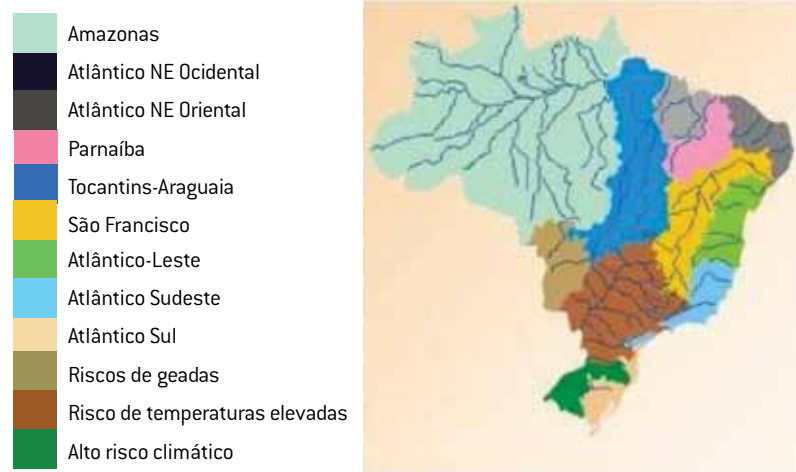 Amazonas
Atlântico NE Ocidental
Atlântico NE Oriental
Parnaíba
Tocantins-Araguaia
São Francisco
Atlântico-Leste
Atlântico Sudeste
Atlântico Sul
Riscos de geadas
Risco de temperaturas elevadas
Alto risco climático